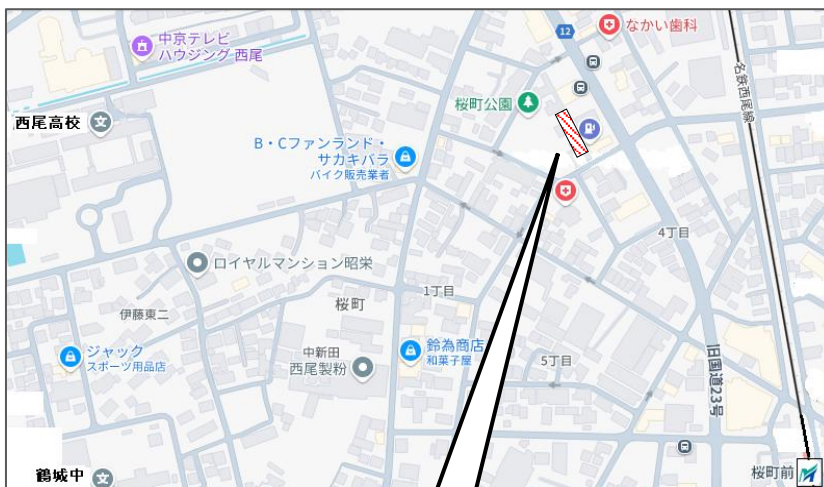 中京テレビ
ハウジング 西尾
なかい歯科
12
桜町公園
名鉄西尾線
西尾高校
文
B・Cファンランド・
サカキバラ
バイク販売業者
4丁目
ロイヤルマンション昭栄
1丁目
桜町
伊藤東二
鈴為商店
和菓子屋
ジャック
スポーツ用品店
中新田
西尾製粉
5丁目
旧国道23号
鶴城中
文
桜町前